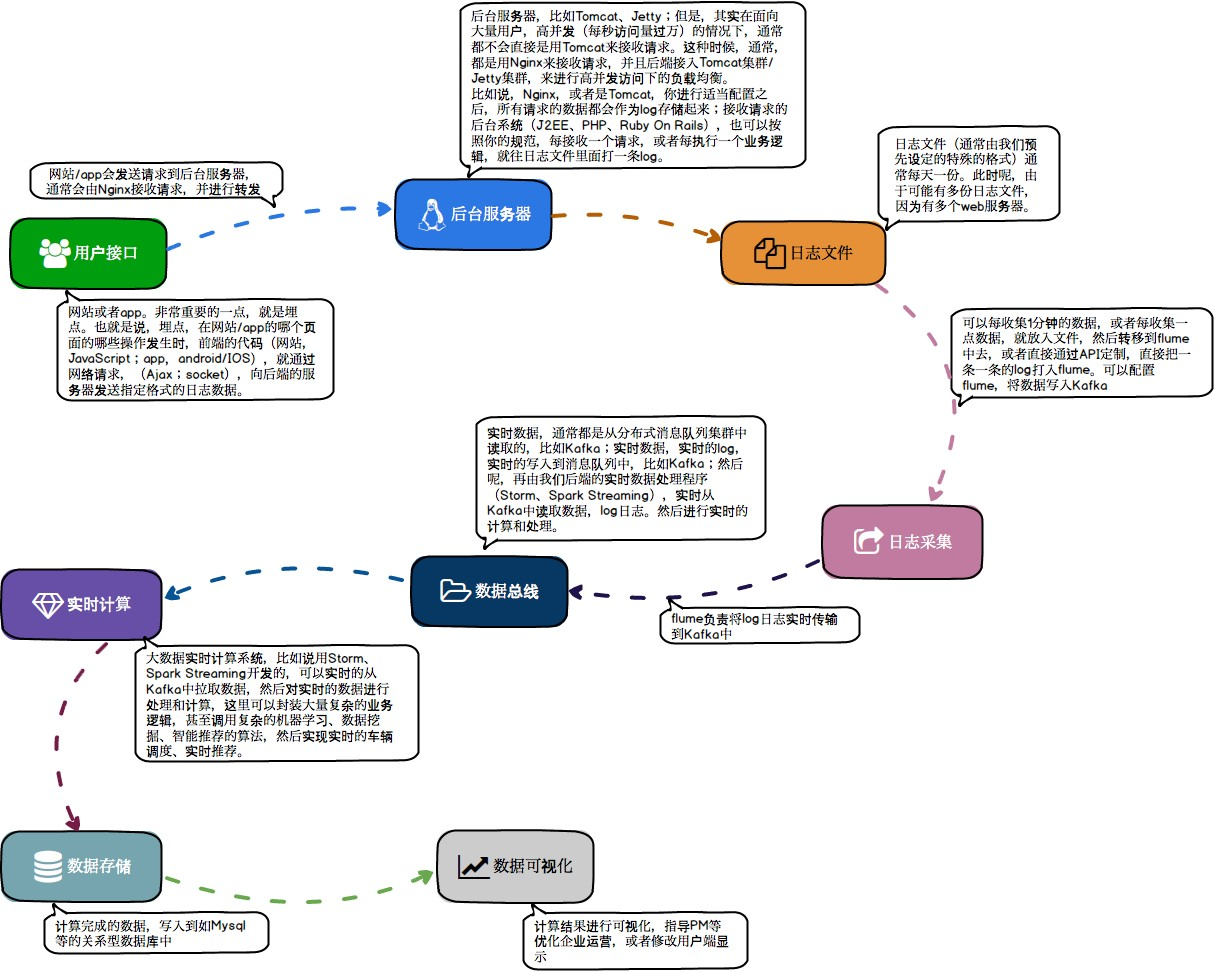 后台服务器，比如Tomcat、Jetty；但是，其实在面向
大量用户，高并发（每秒访问量过万）的情况下，通常
都不会直接是用Tomcat来接收请求。这种时候，通常，
都是用Nginx来接收请求，并且后端接入Tomcat集群/
Jetty集群，来进行高并发访问下的负载均衡。
比如说，Nginx，或者是Tomcat，你进行适当配置之
后，所有请求的数据都会作为log存储起来；接收请求的
后台系统（J2EE、PHP、Ruby On Rails），也可以按
照你的规范，每接收一个请求，或者每执行一个业务逻
辑，就往日志文件里面打一条log。
网站/app会发送请求到后台服务器，
通常会由Nginx接收请求，并进行转发
日志文件（通常由我们预
先设定的特殊的格式）通
常每天一份。此时呢，由
于可能有多份日志文件，
因为有多个web服务器。
后台服务器
用户接口
日志文件
网站或者app。非常重要的一点，就是埋
点。也就是说，埋点，在网站/app的哪个页
面的哪些操作发生时，前端的代码（网站，
JavaScript；app，android/IOS），就通过
网络请求，（Ajax；socket），向后端的服
务器发送指定格式的日志数据。
可以每收集1分钟的数据，或者每收集一
点数据，就放入文件，然后转移到flume
中去，或者直接通过API定制，直接把一
条一条的log打入flume。可以配置
flume，将数据写入Kafka
实时数据，通常都是从分布式消息队列集群中
读取的，比如Kafka；实时数据，实时的log，
实时的写入到消息队列中，比如Kafka；然后
呢，再由我们后端的实时数据处理程序
（Storm、Spark Streaming），实时从
Kafka中读取数据，log日志。然后进行实时的
计算和处理。
日志采集
数据总线
实时计算
flume负责将log日志实时传输
到Kafka中
大数据实时计算系统，比如说用Storm、
Spark Streaming开发的，可以实时的从
Kafka中拉取数据，然后对实时的数据进行
处理和计算，这里可以封装大量复杂的业务
逻辑，甚至调用复杂的机器学习、数据挖
掘、智能推荐的算法，然后实现实时的车辆
调度、实时推荐。
数据存储
数据可视化
计算完成的数据，写入到如Mysql
等的关系型数据库中
计算结果进行可视化，指导PM等
优化企业运营，或者修改用户端显
示